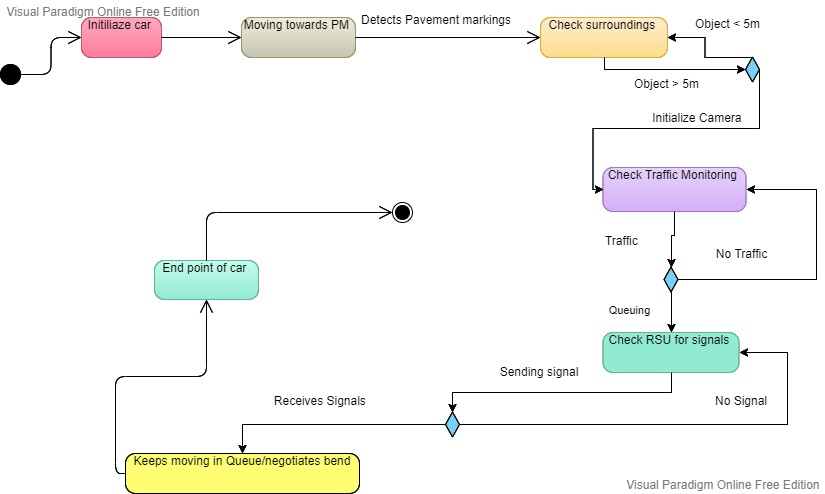 Visual Paradigm Online Free Edition
Initiliaze car
Moving towards PM
Detects Pavement markings
Check surroundings
Object < 5m
Object > 5m
Initialize Camera
Check Traffic Monitoring
Traffic
No Traffic
End point of car
Queuing
Check RSU for signals
Sending signal
No Signal
Receives Signals
Keeps moving in Queue/negotiates bend
Visual Paradigm Online Free Edition